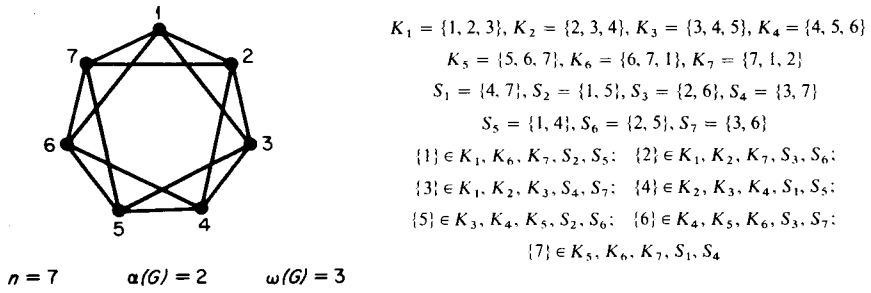 1
7
2
6
3
5
4
n = 7 α(G) = 2 ω(G) = 3
K₁ = {1, 2, 3}, K₂ = {2, 3, 4}, K₃ = {3, 4, 5}, K₄ = {4, 5, 6}
K₅ = {5, 6, 7}, K₆ = {6, 7, 1}, K₇ = {7, 1, 2}
S₁ = {4, 7}, S₂ = {1, 5}, S₃ = {2, 6}, S₄ = {3, 7}
S₅ = {1, 4}, S₆ = {2, 5}, S₇ = {3, 6}
{1} ∈ K₁, K₆, K₇, S₂, S₅; {2} ∈ K₁, K₂, K₇, S₃, S₆;
{3} ∈ K₁, K₂, K₃, S₄, S₇; {4} ∈ K₂, K₃, K₄, S₁, S₅;
{5} ∈ K₃, K₄, K₅, S₂, S₆; {6} ∈ K₄, K₅, K₆, S₃, S₇;
{7} ∈ K₅, K₆, K₇, S₁, S₄